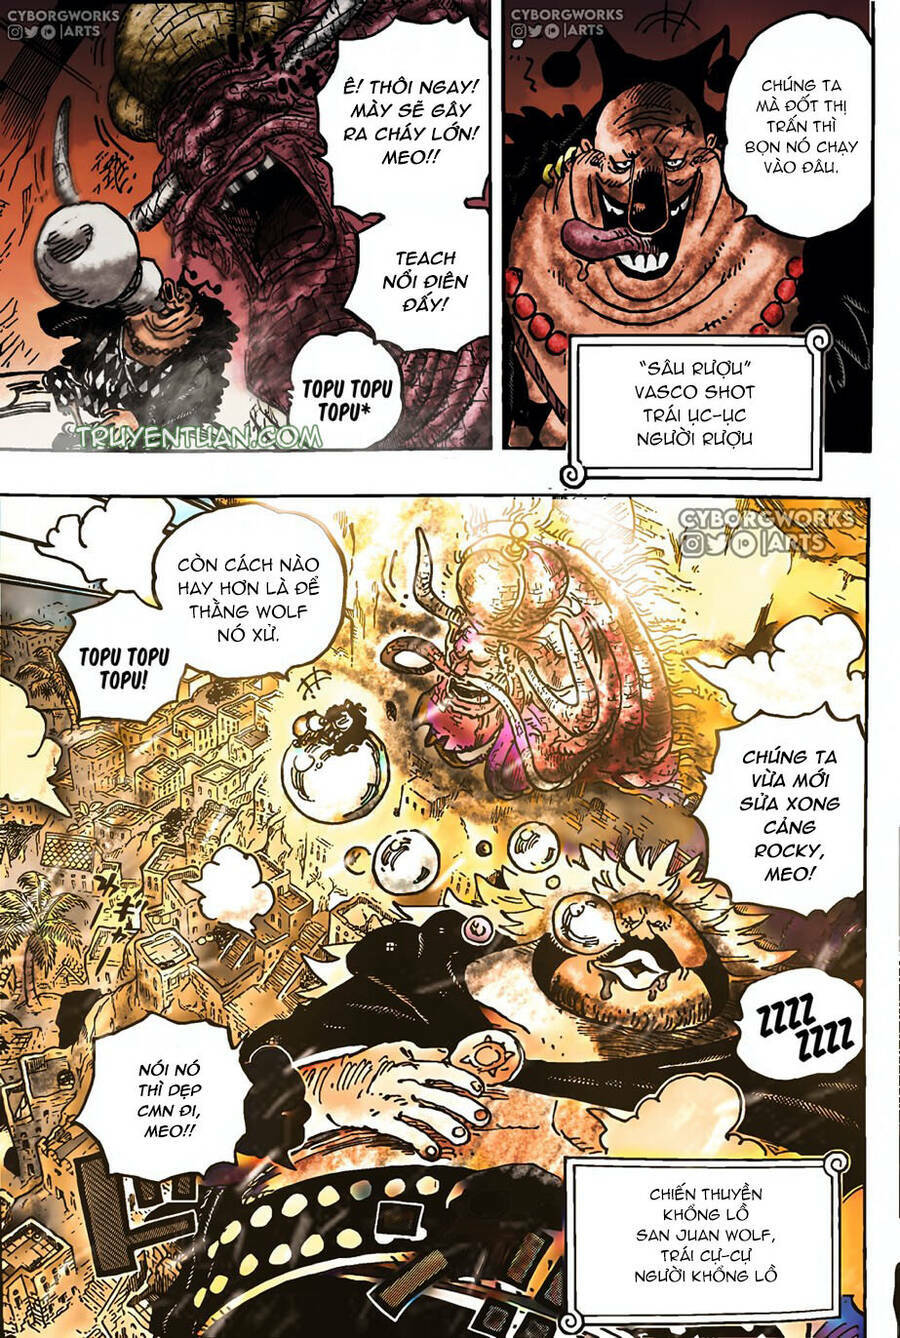 CYBORGWORKS
|ARTS
CYBORGWORKS
|ARTS
CHÚNG TA
MÀ ĐỐT THỊ
TRẤN THÌ
BỌN NÓ CHẠY
VÀO ĐÂU.
"SÂU RƯỢU"
VASCO SHOT
TRÁI ỤC-ỤC
NGƯỜI RƯỢU
Ê! THÔI NGAY!
MÀY SẼ GÂY
RA CHÁY LỚN!
MEO!!
TEACH
NỔI ĐIÊN
ĐẤY!
TOPU TOPU
TOPU*
TRUYENTUAN.COM
CYBORGWORKS
|ARTS
CÒN CÁCH NÀO
HAY HƠN LÀ ĐỂ
THẰNG WOLF
NÓ XỬ.
TOPU TOPU
TOPU!
CHÚNG TA
VỪA MỚI
SỬA XONG
CẢNG
ROCKY,
MEO!
ZZZZ
ZZZZ
NÓI NÓ
THÌ DẸP
CMN ĐI,
MEO!!
CHIẾN THUYỀN
KHỔNG LỒ
SAN JUAN WOLF,
TRÁI CỰ-CỰ
NGƯỜI KHỔNG LỒ